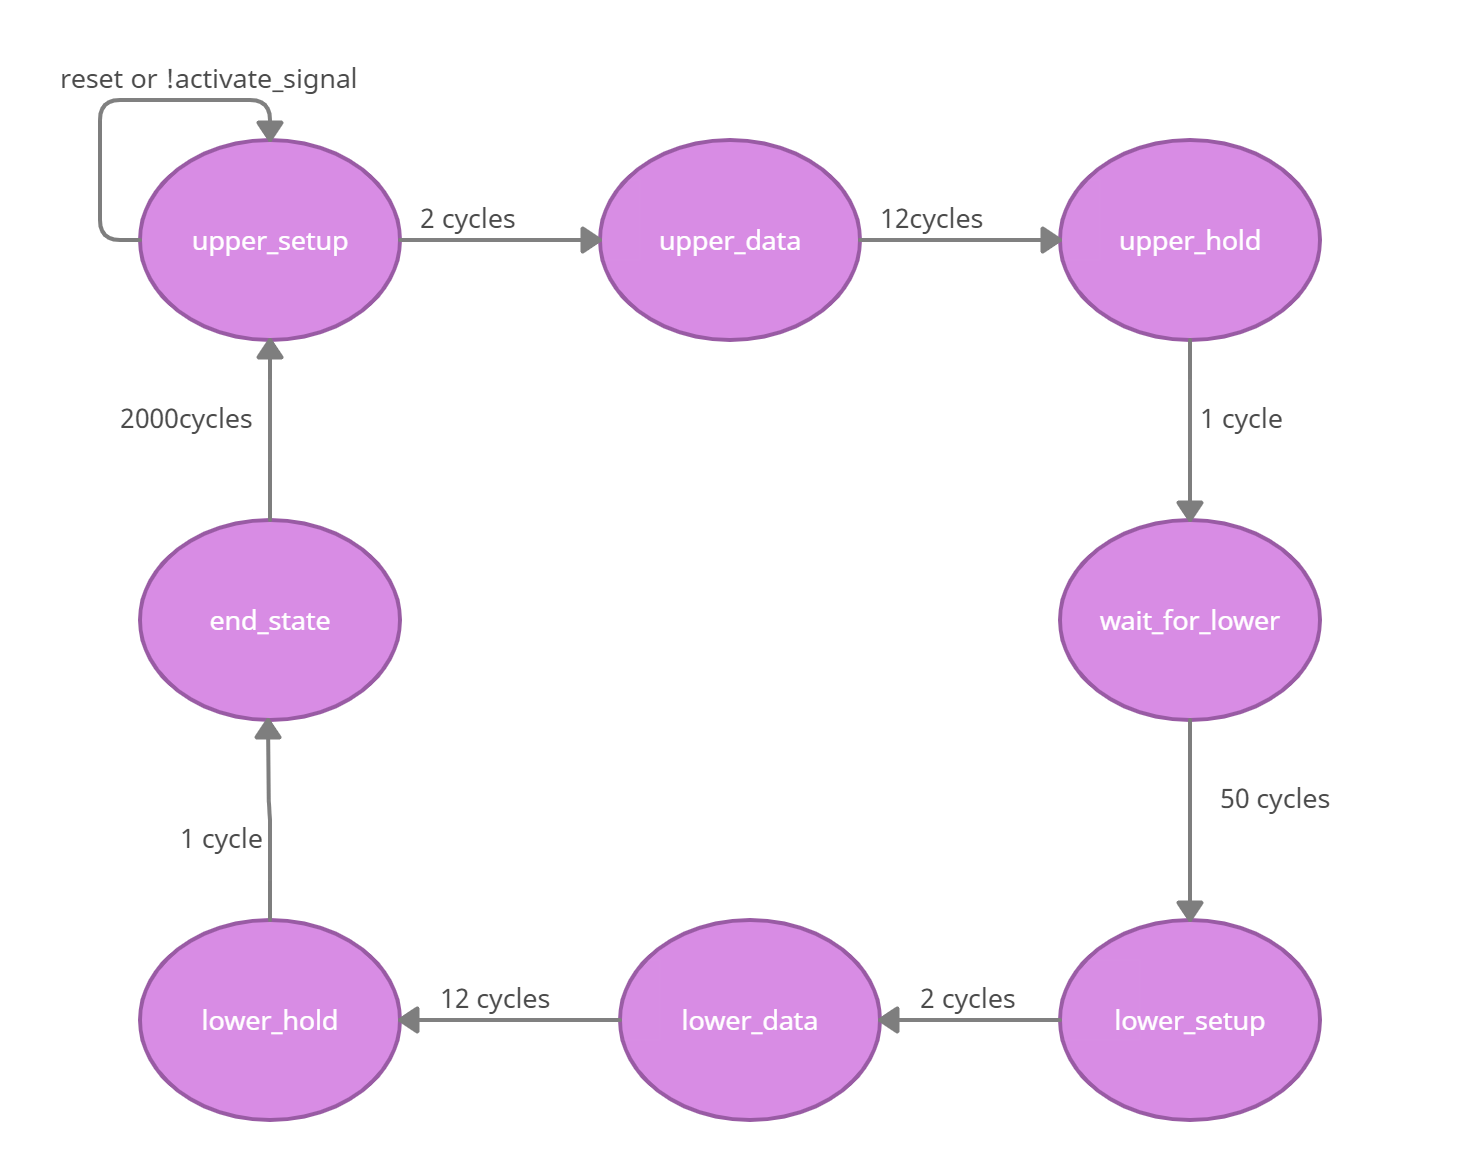 reset or !activate_signal
upper_setup
2 cycles
upper_data
12cycles
upper_hold
2000cycles
1 cycle
end_state
wait_for_lower
1 cycle
50 cycles
lower_hold
12 cycles
lower_data
2 cycles
lower_setup